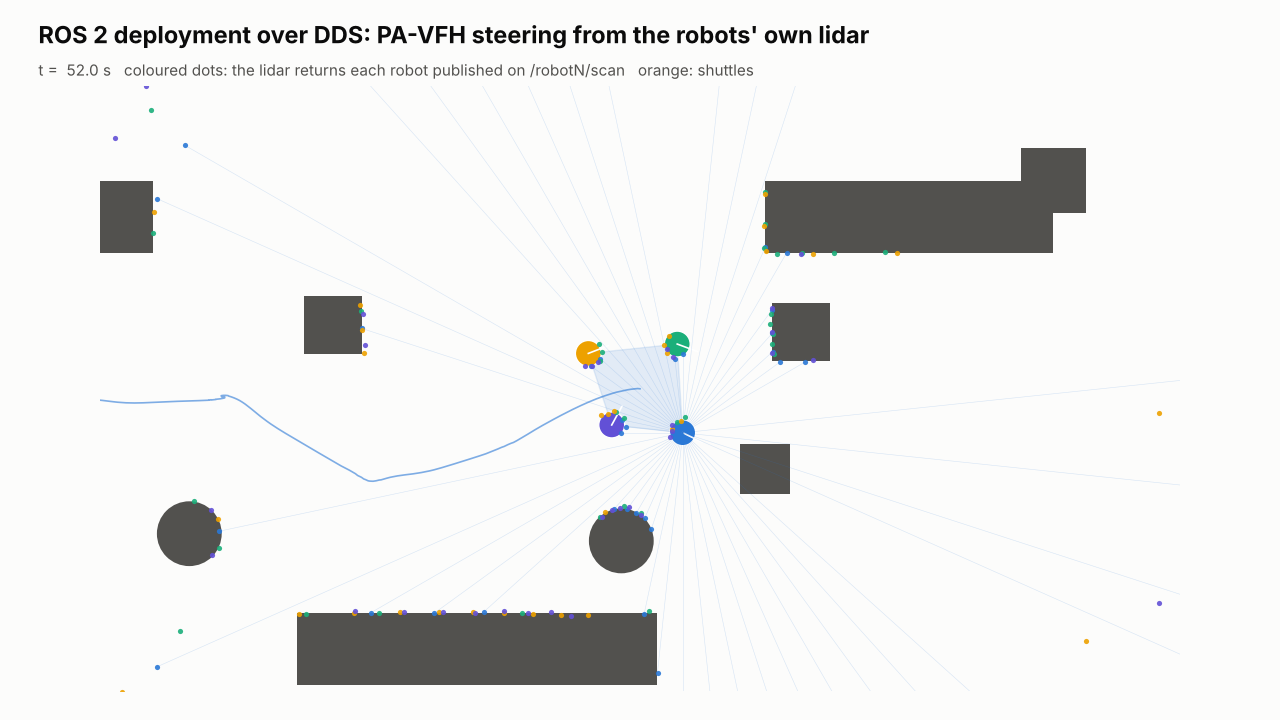 ROS 2 deployment over DDS: PA-VFH steering from the robots' own lidar
t =  52.0 s   coloured dots: the lidar returns each robot published on /robotN/scan   orange: shuttles